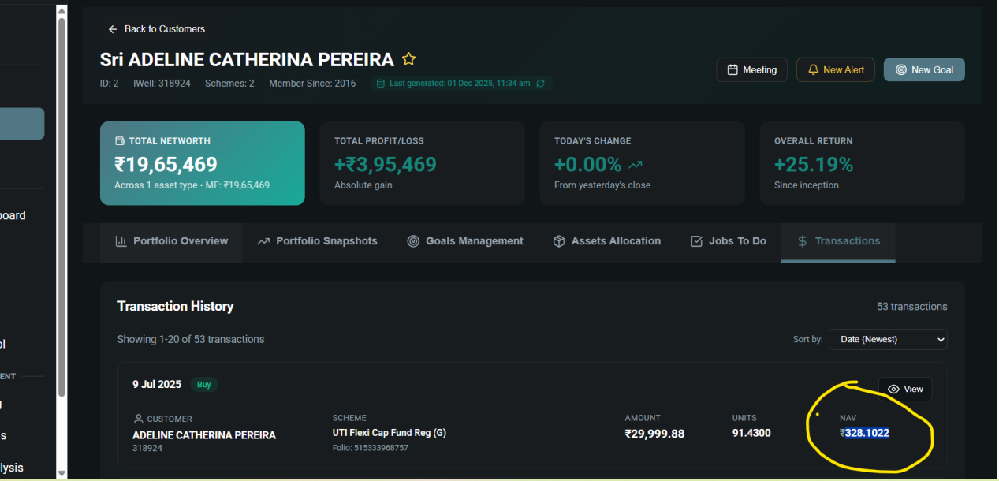 Back to Customers
Sri ADELINE CATHERINA PEREIRA
ID: 2 IWell: 318924 Schemes: 2 Member Since: 2016 Last generated: 01 Dec 2025, 11:34 am
Meeting New Alert New Goal
TOTAL NETWORTH
₹19,65,469
Across 1 asset type • MF: ₹19,65,469
TOTAL PROFIT/LOSS
+₹3,95,469
Absolute gain
TODAY'S CHANGE
+0.00%
From yesterday's close
OVERALL RETURN
+25.19%
Since inception
Portfolio Overview Portfolio Snapshots Goals Management Assets Allocation Jobs To Do $ Transactions
Transaction History 53 transactions
Showing 1-20 of 53 transactions Sort by: Date (Newest)
9 Jul 2025 Buy View
CUSTOMER SCHEME AMOUNT UNITS NAV
ADELINE CATHERINA PEREIRA UTI Flexi Cap Fund Reg (G) ₹29,999.88 91.4300 ₹328.1022
318924 Folio: 515333968757
oard
ol
ENT
s
lysis